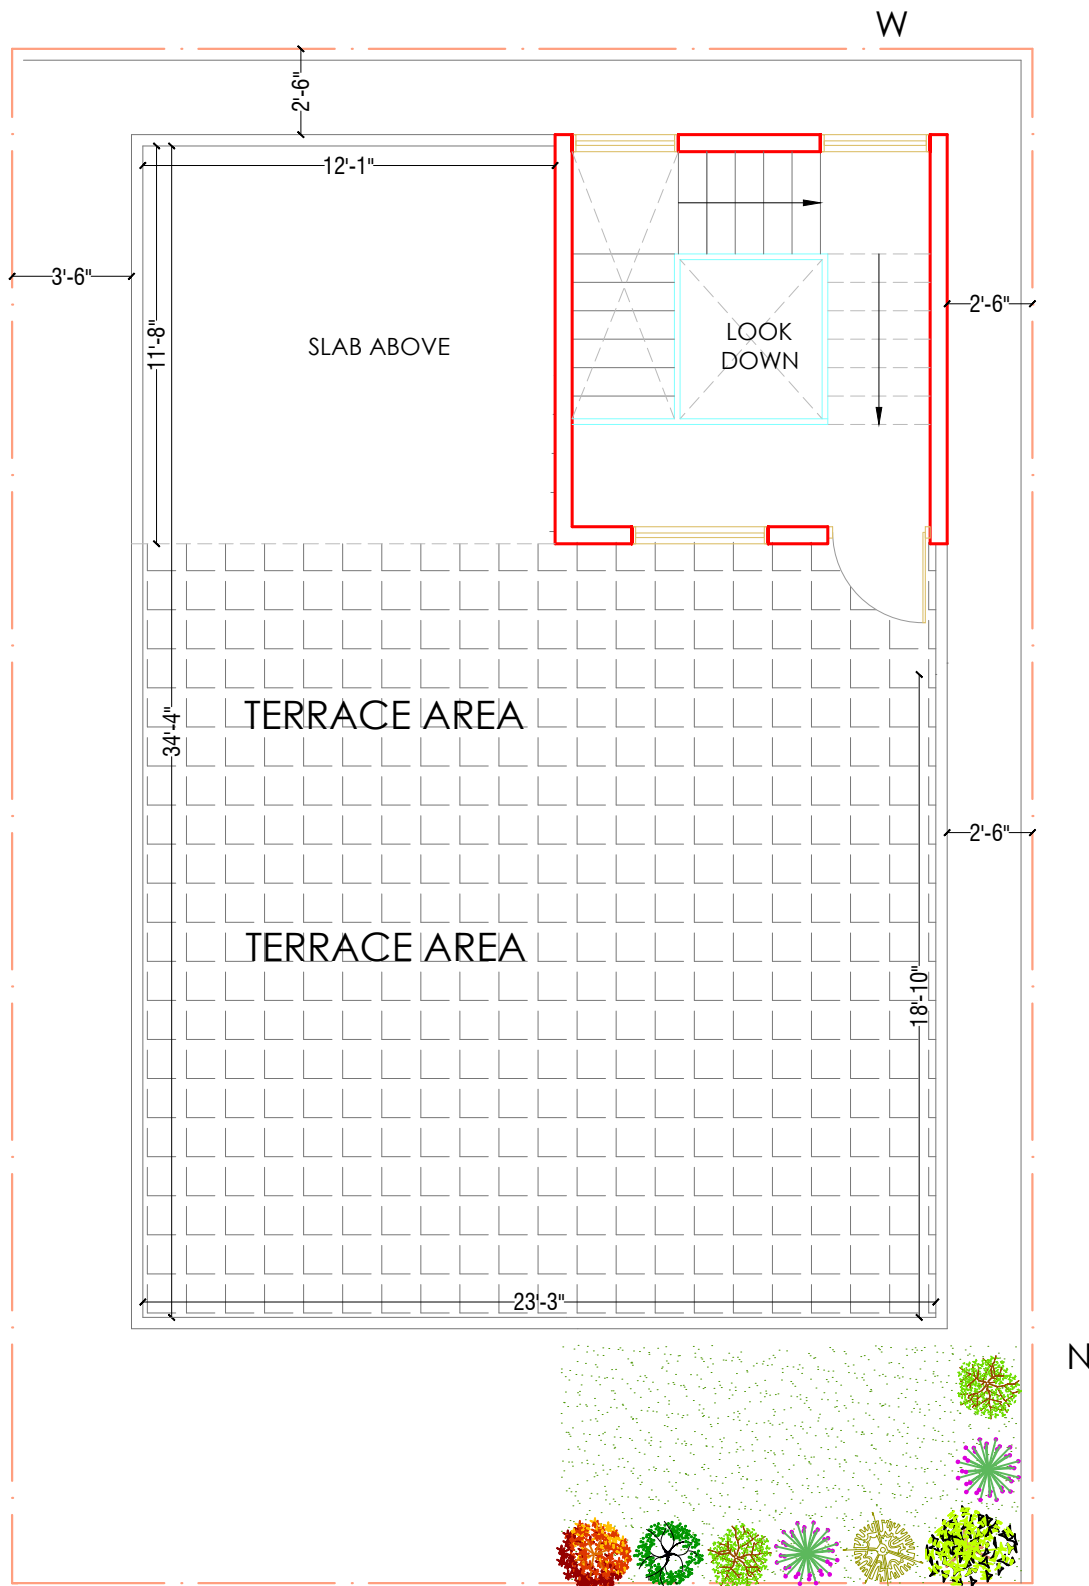 W
2'-6"
12'-1"
3'-6"
2'-6"
11'-8"
SLAB ABOVE
LOOK
DOWN
TERRACE AREA
34'-4"
2'-6"
TERRACE AREA
18'-10"
23'-3"
N